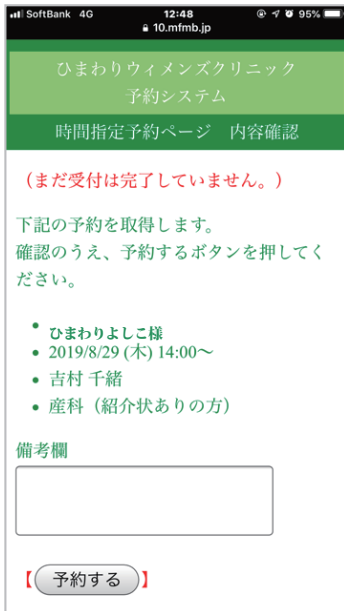 SoftBank 4G 12:48 95%
10.mfmb.jp
ひまわりウィメンズクリニック
予約システム
時間指定予約ページ 内容確認
（まだ受付は完了していません。）
下記の予約を取得します。
確認のうえ、予約するボタンを押してく
ださい。
• ひまわりよしこ様
• 2019/8/29 (木) 14:00〜
• 吉村 千緒
• 産科（紹介状ありの方）
備考欄
【予約する】